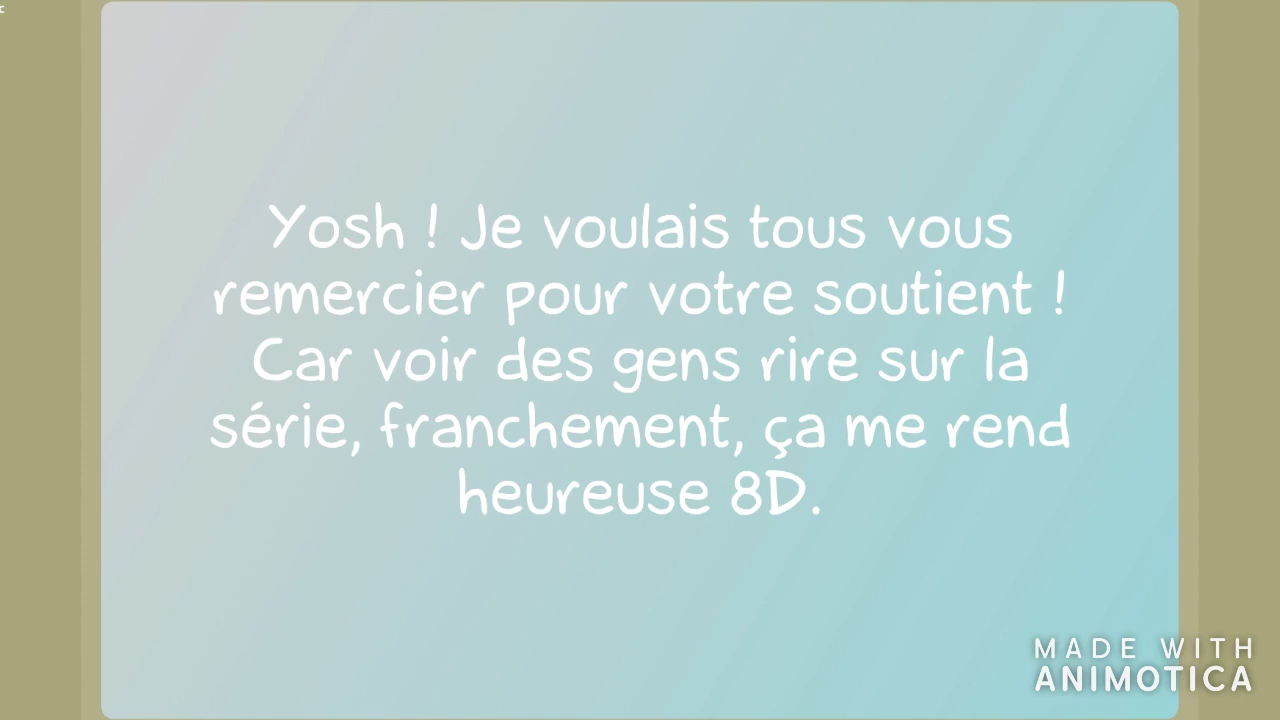 Yosh ! Je voulais tous vous
remercier pour votre soutient !
Car voir des gens rire sur la
série, franchement, ça me rend
heureuse 8D.
MADE WITH
ANIMOTICA